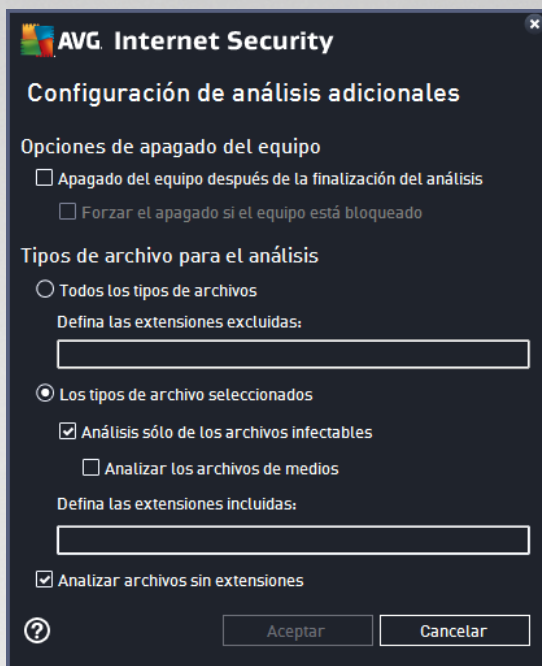 AVG. Internet Security
Configuración de análisis adicionales
Opciones de apagado del equipo
Apagado del equipo después de la finalización del análisis
Forzar el apagado si el equipo está bloqueado
Tipos de archivo para el análisis
Todos los tipos de archivos
Defina las extensiones excluidas:
Los tipos de archivo seleccionados
Análisis sólo de los archivos infectables
Analizar los archivos de medios
Defina las extensiones incluidas:
Analizar archivos sin extensiones
? Aceptar Cancelar